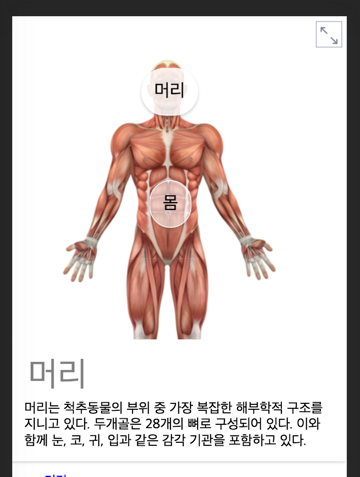 머리
몸
머리
머리는 척추동물의 부위 중 가장 복잡한 해부학적 구조를
지니고 있다. 두개골은 28개의 뼈로 구성되어 있다. 이와
함께 눈, 코, 귀, 입과 같은 감각 기관을 포함하고 있다.